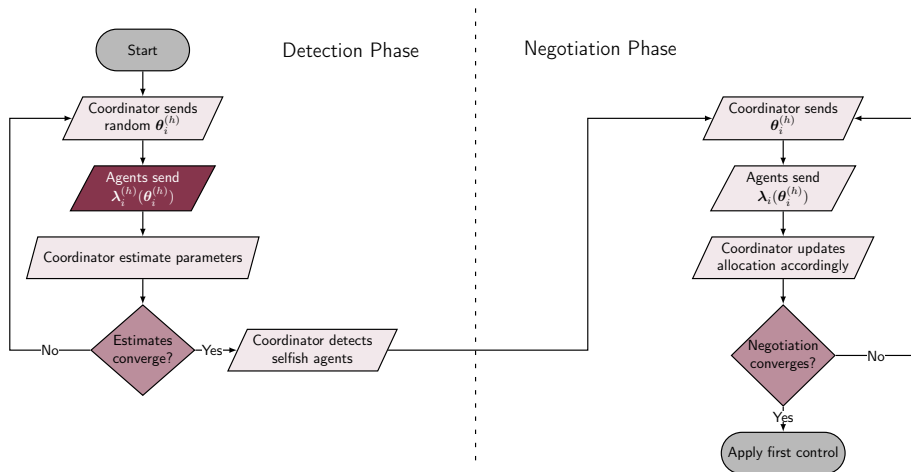 Detection Phase
Negotiation Phase
Start
Coordinator sends
random θ_i^(h)
Agents send
λ_i^(h)(θ_i^(h))
Coordinator estimate parameters
Estimates
converge?
No
Yes
Coordinator detects
selfish agents
Coordinator sends
θ_i^(h)
Agents send
λ_i(θ_i^(h))
Coordinator updates
allocation accordingly
Negotiation
converges?
No
Yes
Apply first control